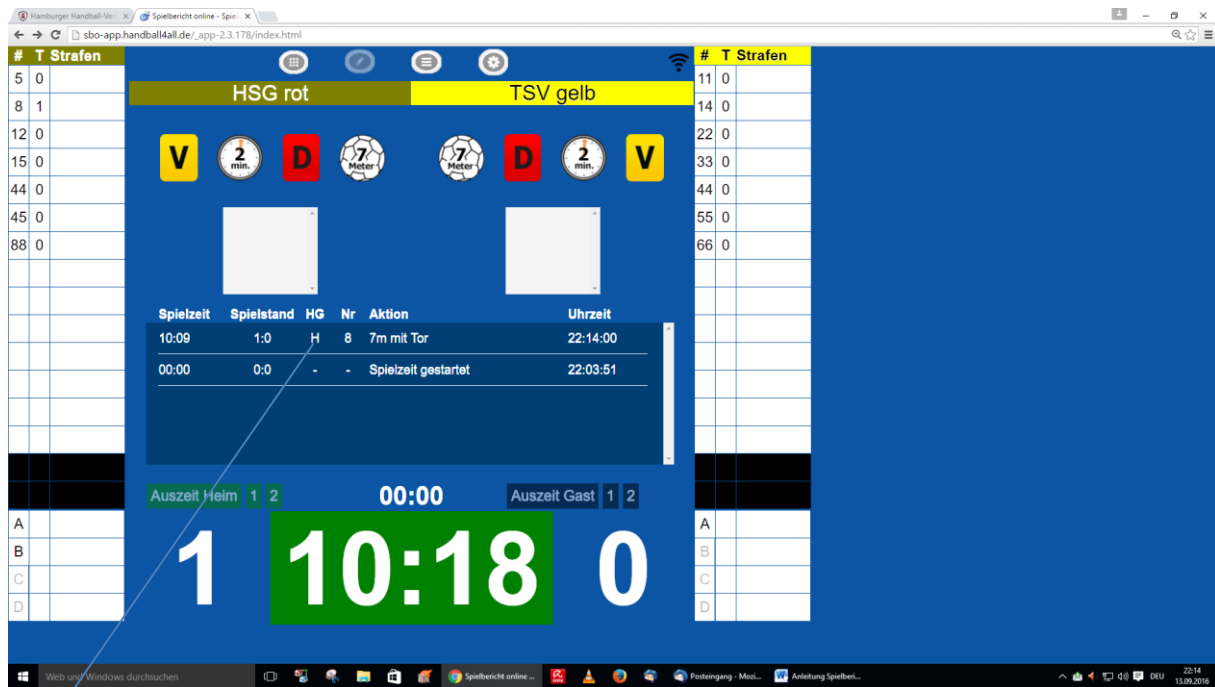 Hamburger Handball-Ver
Spielbericht online - Spiel
sbo-app.handball4all.de/_app-2.3.178/index.html
# T Strafen
5 0
8 1
12 0
15 0
44 0
45 0
88 0
A
B
C
D
HSG rot
TSV gelb
V
2 min.
D
7 Meter
7 Meter
D
2 min.
V
Spielzeit Spielstand HG Nr Aktion Uhrzeit
10:09 1:0 H 8 7m mit Tor 22:14:00
00:00 0:0 - - Spielzeit gestartet 22:03:51
Auszeit Heim 1 2
00:00
Auszeit Gast 1 2
1
10:18
0
# T Strafen
11 0
14 0
22 0
33 0
44 0
55 0
66 0
A
B
C
D
Web und Windows durchsuchen
Spielbericht online ...
Posteingang - Mozi...
Anleitung Spielberi...
DEU
22:14
13.09.2016